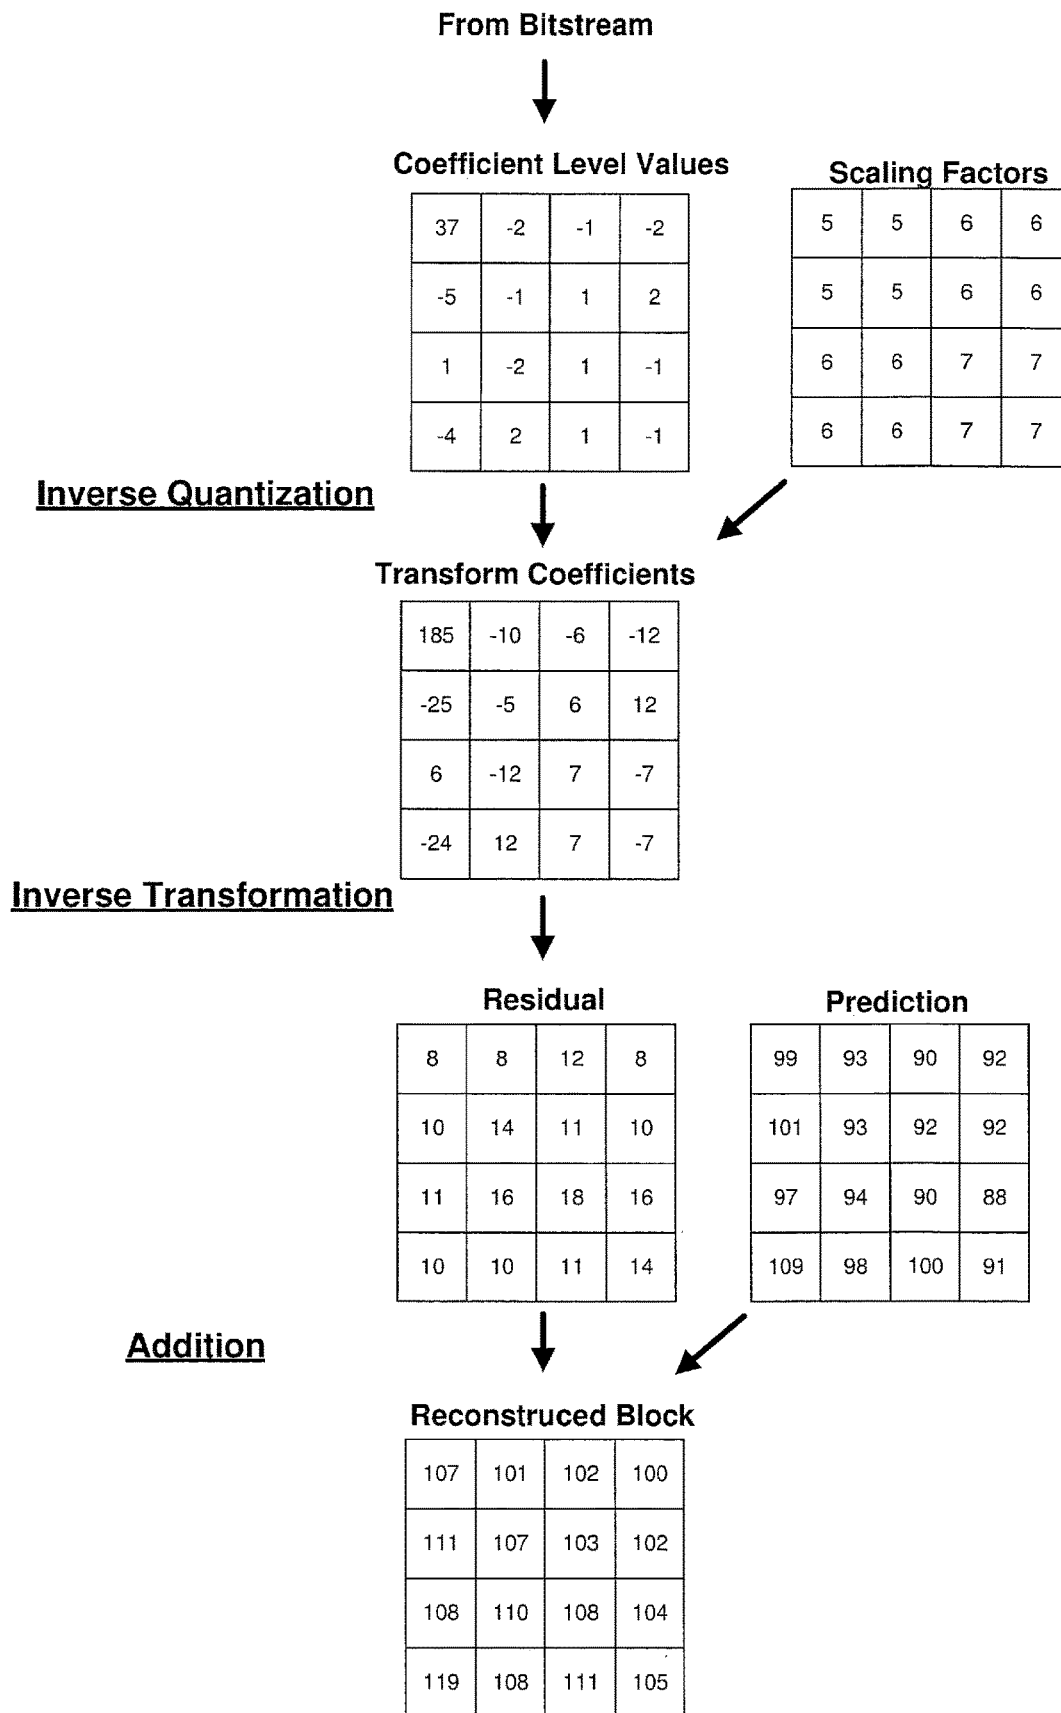 From Bitstream
Coefficient Level Values
Scaling Factors
37 -2 -1 -2
-5 -1 1 2
1 -2 1 -1
-4 2 1 -1
5 5 6 6
5 5 6 6
6 6 7 7
6 6 7 7
Inverse Quantization
Transform Coefficients
185 -10 -6 -12
-25 -5 6 12
6 -12 7 -7
-24 12 7 -7
Inverse Transformation
Residual
Prediction
8 8 12 8
10 14 11 10
11 16 18 16
10 10 11 14
99 93 90 92
101 93 92 92
97 94 90 88
109 98 100 91
Addition
Reconstruced Block
107 101 102 100
111 107 103 102
108 110 108 104
119 108 111 105